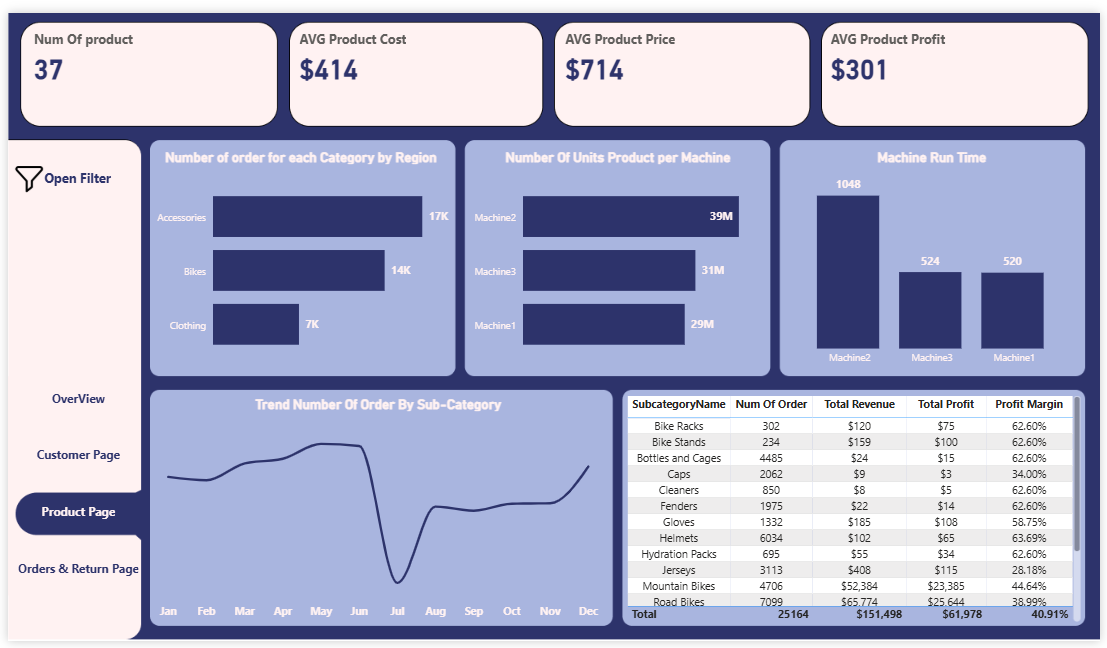 Num Of product
37
AVG Product Cost
$414
AVG Product Price
$714
AVG Product Profit
$301
Open Filter
OverView
Customer Page
Product Page
Orders & Return Page
Number of order for each Category by Region
Accessories 17K
Bikes 14K
Clothing 7K
Number Of Units Product per Machine
Machine2 39M
Machine3 31M
Machine1 29M
Machine Run Time
1048
524
520
Machine2 Machine3 Machine1
Trend Number Of Order By Sub-Category
Jan Feb Mar Apr May Jun Jul Aug Sep Oct Nov Dec
SubcategoryName Num Of Order Total Revenue Total Profit Profit Margin
Bike Racks 302 $120 $75 62.60%
Bike Stands 234 $159 $100 62.60%
Bottles and Cages 4485 $24 $15 62.60%
Caps 2062 $9 $3 34.00%
Cleaners 850 $8 $5 62.60%
Fenders 1975 $22 $14 62.60%
Gloves 1332 $185 $108 58.75%
Helmets 6034 $102 $65 63.69%
Hydration Packs 695 $55 $34 62.60%
Jerseys 3113 $408 $115 28.18%
Mountain Bikes 4706 $52,384 $23,385 44.64%
Road Bikes 7099 $65,774 $25,644 38.99%
Total 25164 $151,498 $61,978 40.91%